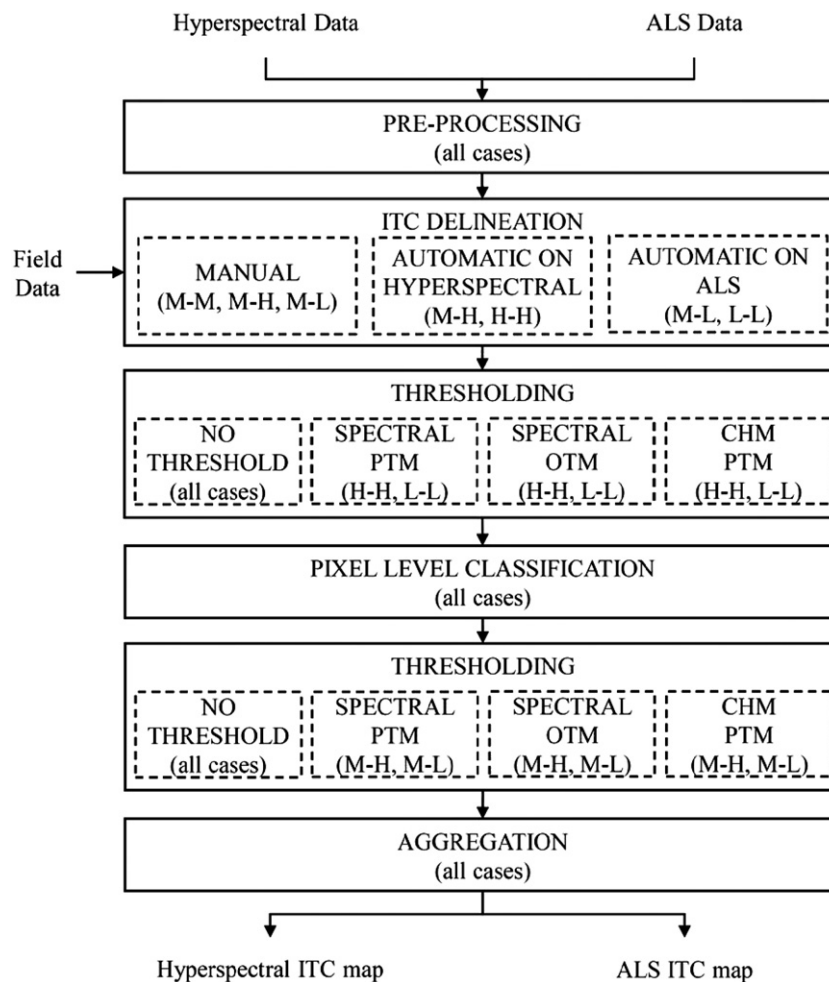 Hyperspectral Data
ALS Data
PRE-PROCESSING
(all cases)
ITC DELINEATION
Field
Data
MANUAL
(M-M, M-H, M-L)
AUTOMATIC ON
HYPERSPECTRAL
(M-H, H-H)
AUTOMATIC ON
ALS
(M-L, L-L)
THRESHOLDING
NO
THRESHOLD
(all cases)
SPECTRAL
PTM
(H-H, L-L)
SPECTRAL
OTM
(H-H, L-L)
CHM
PTM
(H-H, L-L)
PIXEL LEVEL CLASSIFICATION
(all cases)
THRESHOLDING
NO
THRESHOLD
(all cases)
SPECTRAL
PTM
(M-H, M-L)
SPECTRAL
OTM
(M-H, M-L)
CHM
PTM
(M-H, M-L)
AGGREGATION
(all cases)
Hyperspectral ITC map
ALS ITC map